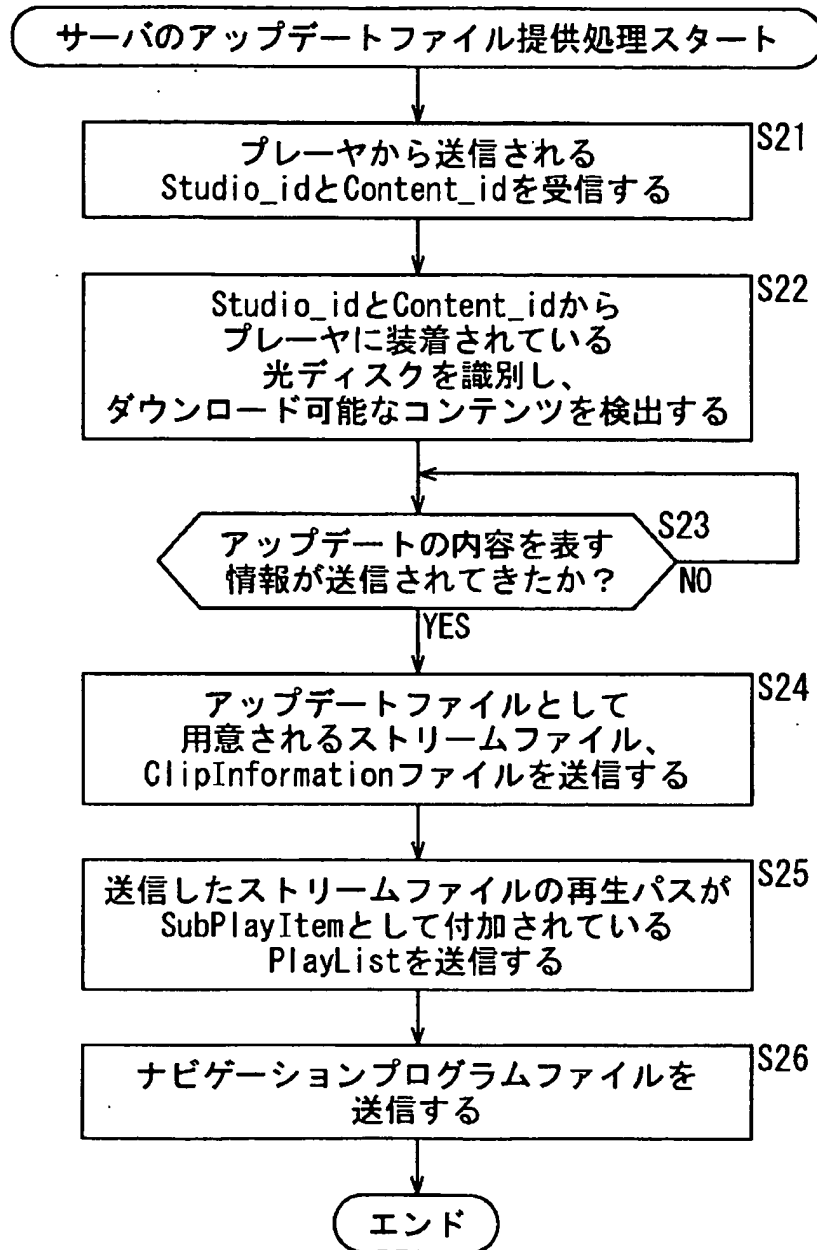 サーバのアップデートファイル提供処理スタート
S21
プレーヤから送信される
Studio_idとContent_idを受信する
S22
Studio_idとContent_idから
プレーヤに装着されている
光ディスクを識別し、
ダウンロード可能なコンテンツを検出する
S23
アップデートの内容を表す
情報が送信されてきたか？
NO
YES
S24
アップデートファイルとして
用意されるストリームファイル、
ClipInformationファイルを送信する
S25
送信したストリームファイルの再生パスが
SubPlayItemとして付加されている
PlayListを送信する
S26
ナビゲーションプログラムファイルを
送信する
エンド